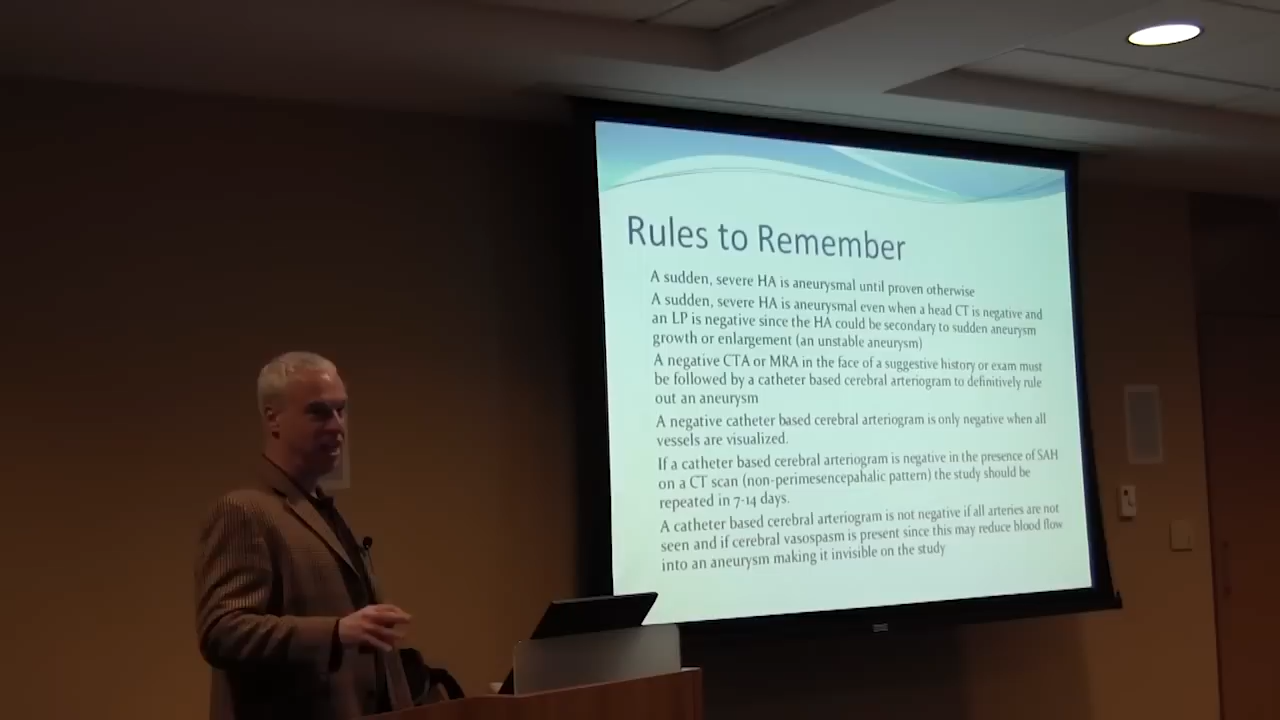 Rules to Remember
A sudden, severe HA is aneurysmal until proven otherwise
A sudden, severe HA is aneurysmal even when a head CT is negative and
an LP is negative since the HA could be secondary to sudden aneurysm
growth or enlargement (an unstable aneurysm)
A negative CTA or MRA in the face of a suggestive history or exam must
be followed by a catheter based cerebral arteriogram to definitively rule
out an aneurysm
A negative catheter based cerebral arteriogram is only negative when all
vessels are visualized.
If a catheter based cerebral arteriogram is negative in the presence of SAH
on a CT scan (non-perimesencepahalic pattern) the study should be
repeated in 7-14 days.
A catheter based cerebral arteriogram is not negative if all arteries are not
seen and if cerebral vasospasm is present since this may reduce blood flow
into an aneurysm making it invisible on the study